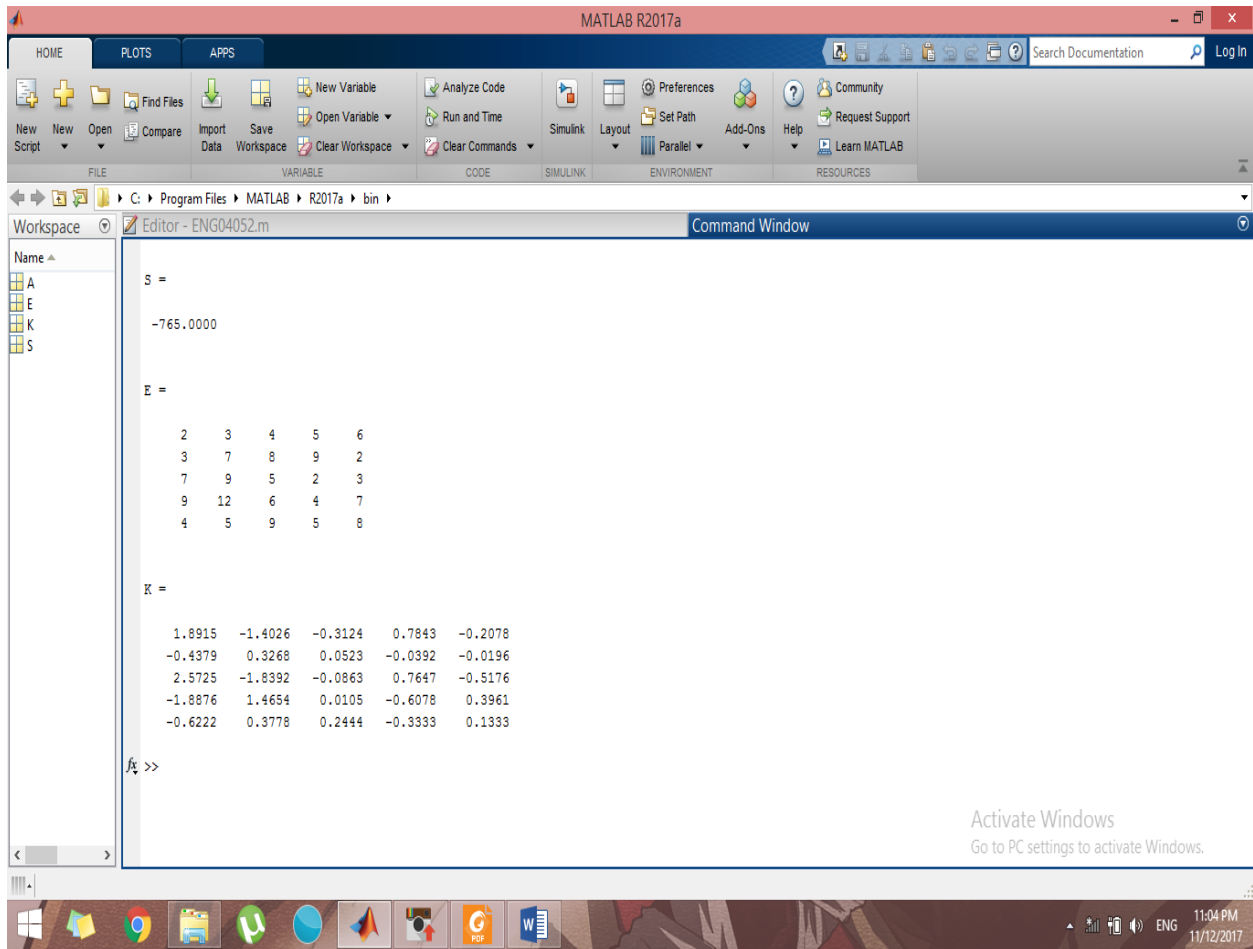 MATLAB R2017a
HOME PLOTS APPS Search Documentation Log In
New Script New Open Find Files Compare Import Data Save Workspace New Variable Open Variable Clear Workspace Analyze Code Run and Time Clear Commands Simulink Layout Preferences Set Path Parallel Add-Ons Help Community Request Support Learn MATLAB
FILE VARIABLE CODE SIMULINK ENVIRONMENT RESOURCES
C: Program Files MATLAB R2017a bin
Workspace Editor - ENG04052.m Command Window
Name
A
E
K
S
S =
-765.0000
E =
2 3 4 5 6
3 7 8 9 2
7 9 5 2 3
9 12 6 4 7
4 5 9 5 8
K =
1.8915 -1.4026 -0.3124 0.7843 -0.2078
-0.4379 0.3268 0.0523 -0.0392 -0.0196
2.5725 -1.8392 -0.0863 0.7647 -0.5176
-1.8876 1.4654 0.0105 -0.6078 0.3961
-0.6222 0.3778 0.2444 -0.3333 0.1333
fx >>
Activate Windows
Go to PC settings to activate Windows.
PDF
ENG
11:04 PM
11/12/2017